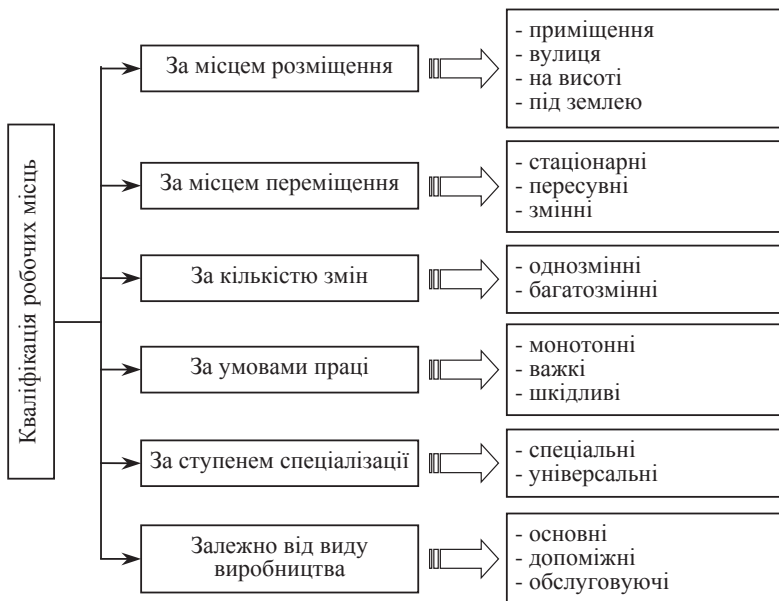 Кваліфікація робочих місць
За місцем розміщення
- приміщення
- вулиця
- на висоті
- під землею
За місцем переміщення
- стаціонарні
- пересувні
- змінні
За кількістю змін
- однозмінні
- багатозмінні
За умовами праці
- монотонні
- важкі
- шкідливі
За ступенем спеціалізації
- спеціальні
- універсальні
Залежно від виду
виробництва
- основні
- допоміжні
- обслуговуючі